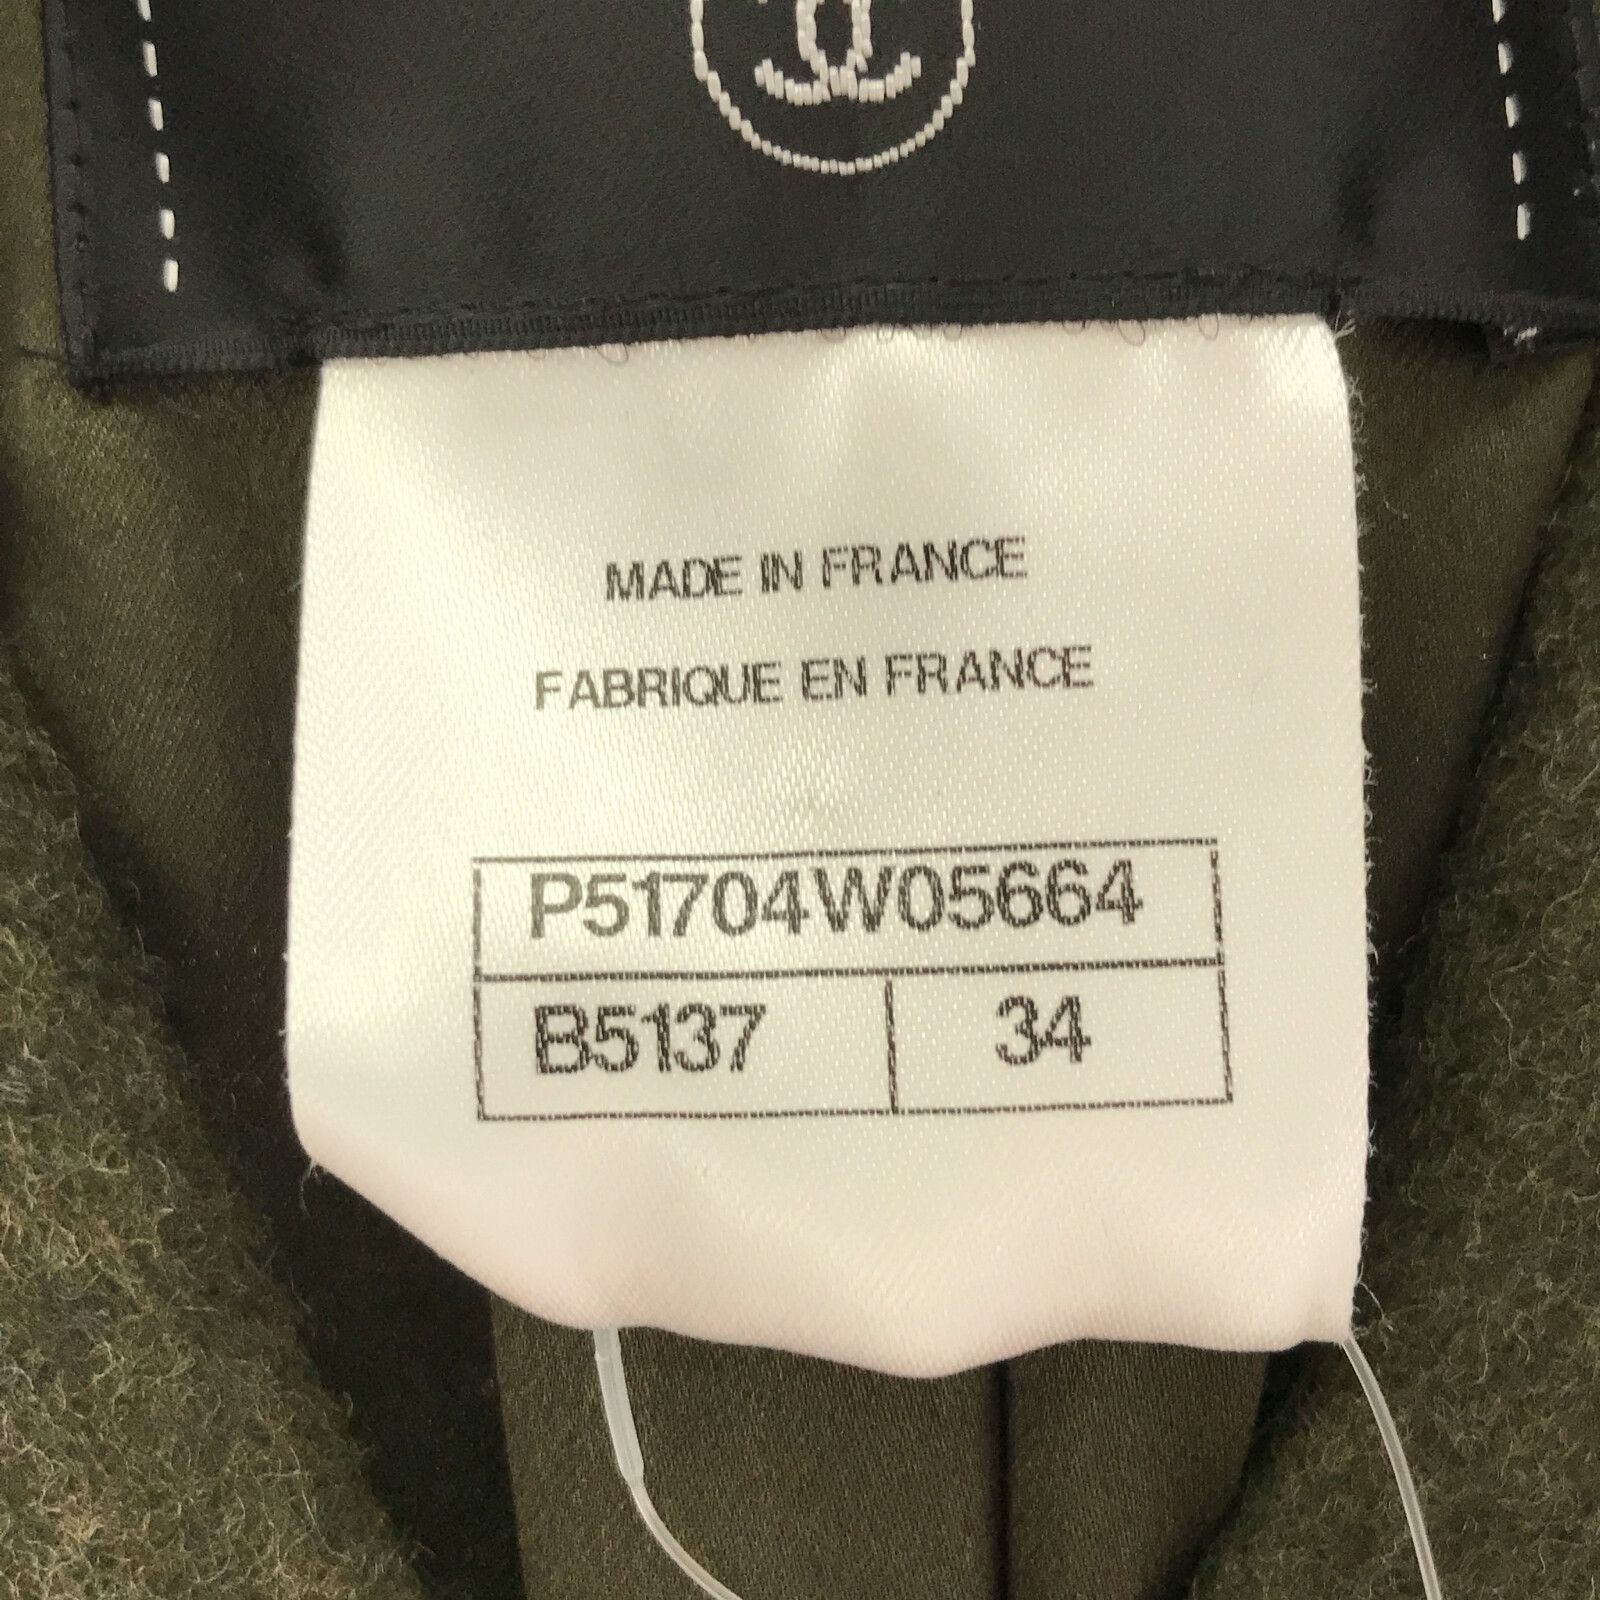 MADE IN FRANCE
FABRIQUE EN FRANCE
P51704W05664
B5137 34